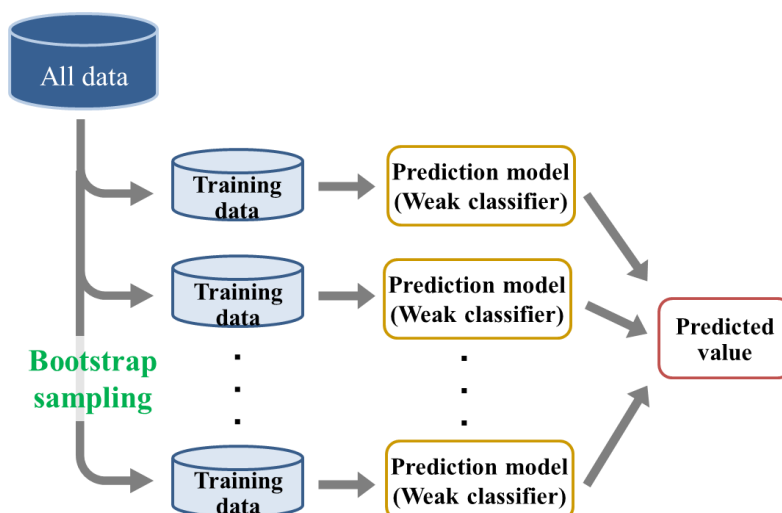 All data
Training
data
Prediction model
(Weak classifier)
Training
data
Prediction model
(Weak classifier)
Predicted
value
Bootstrap
sampling
Training
data
Prediction model
(Weak classifier)